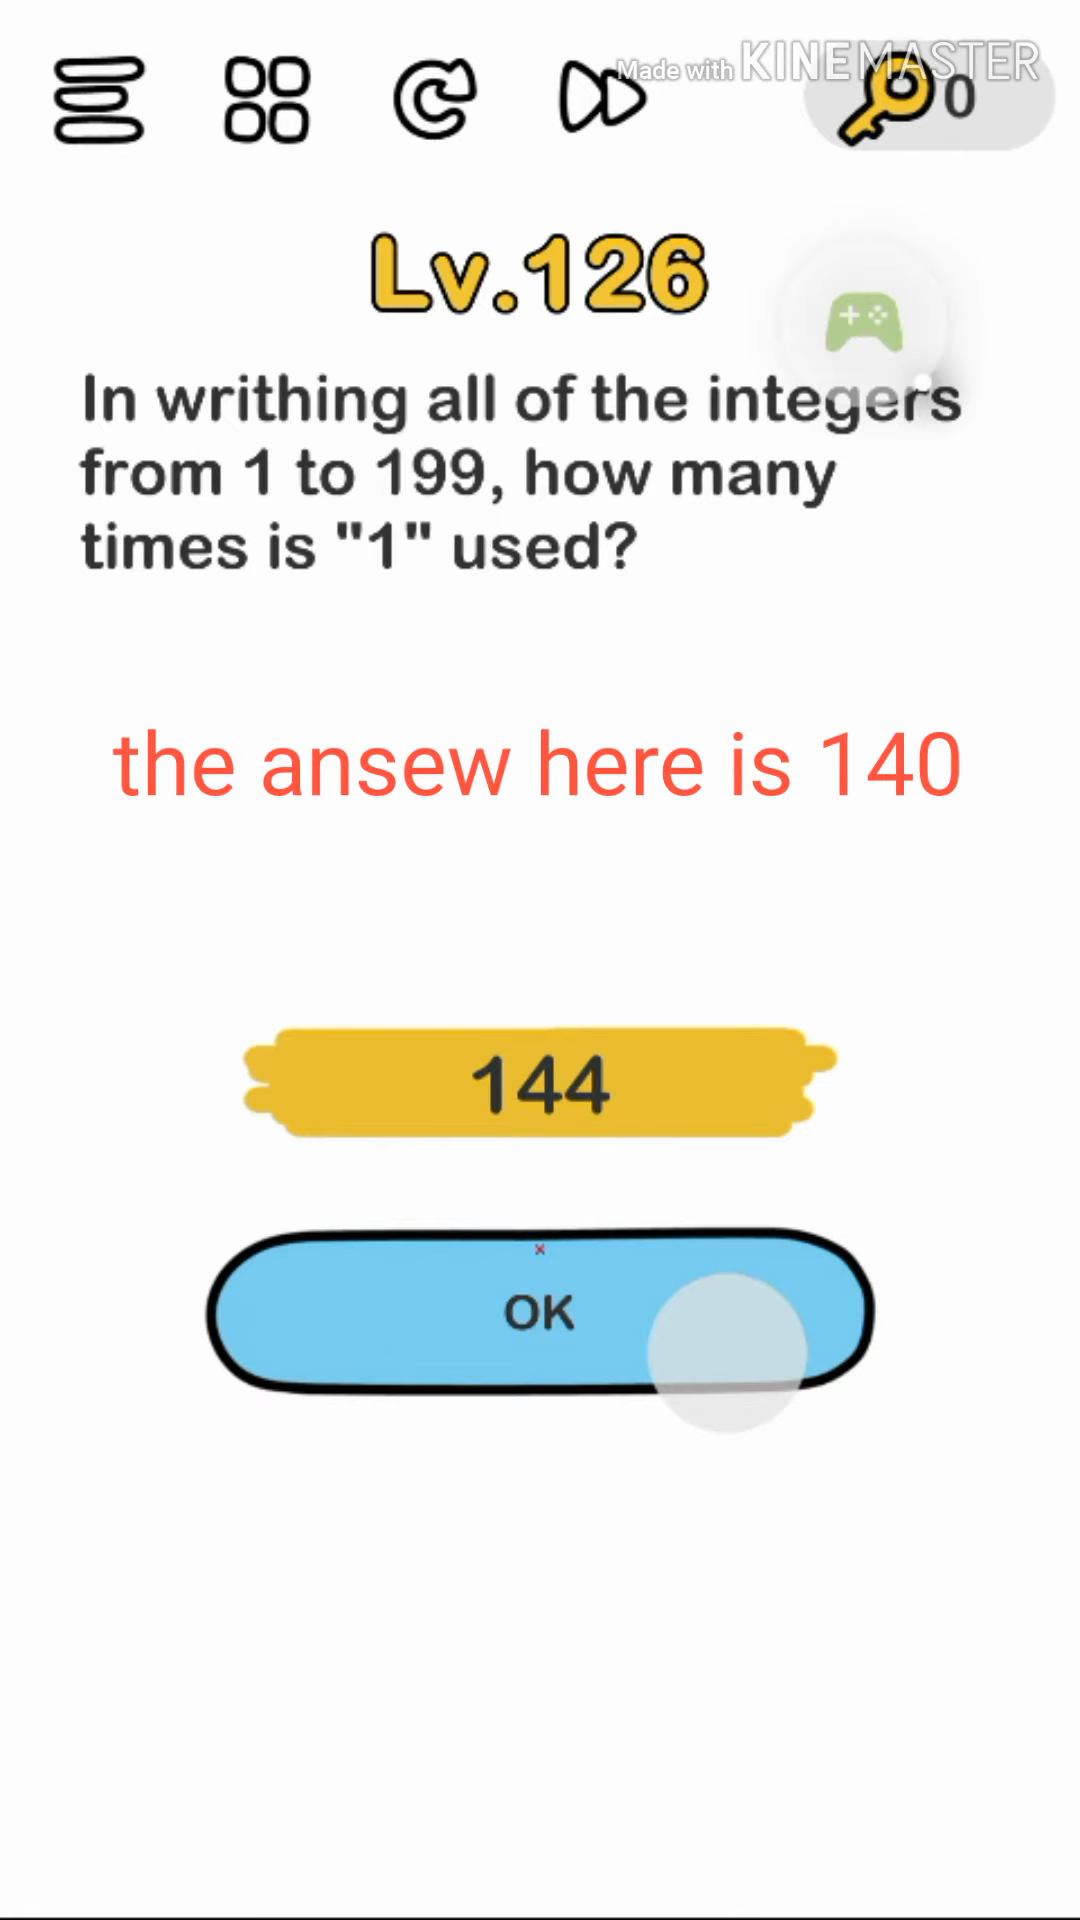 Made with KINEMASTER
0
Lv.126
In writhing all of the integers
from 1 to 199, how many
times is "1" used?
the ansew here is 140
144
OK